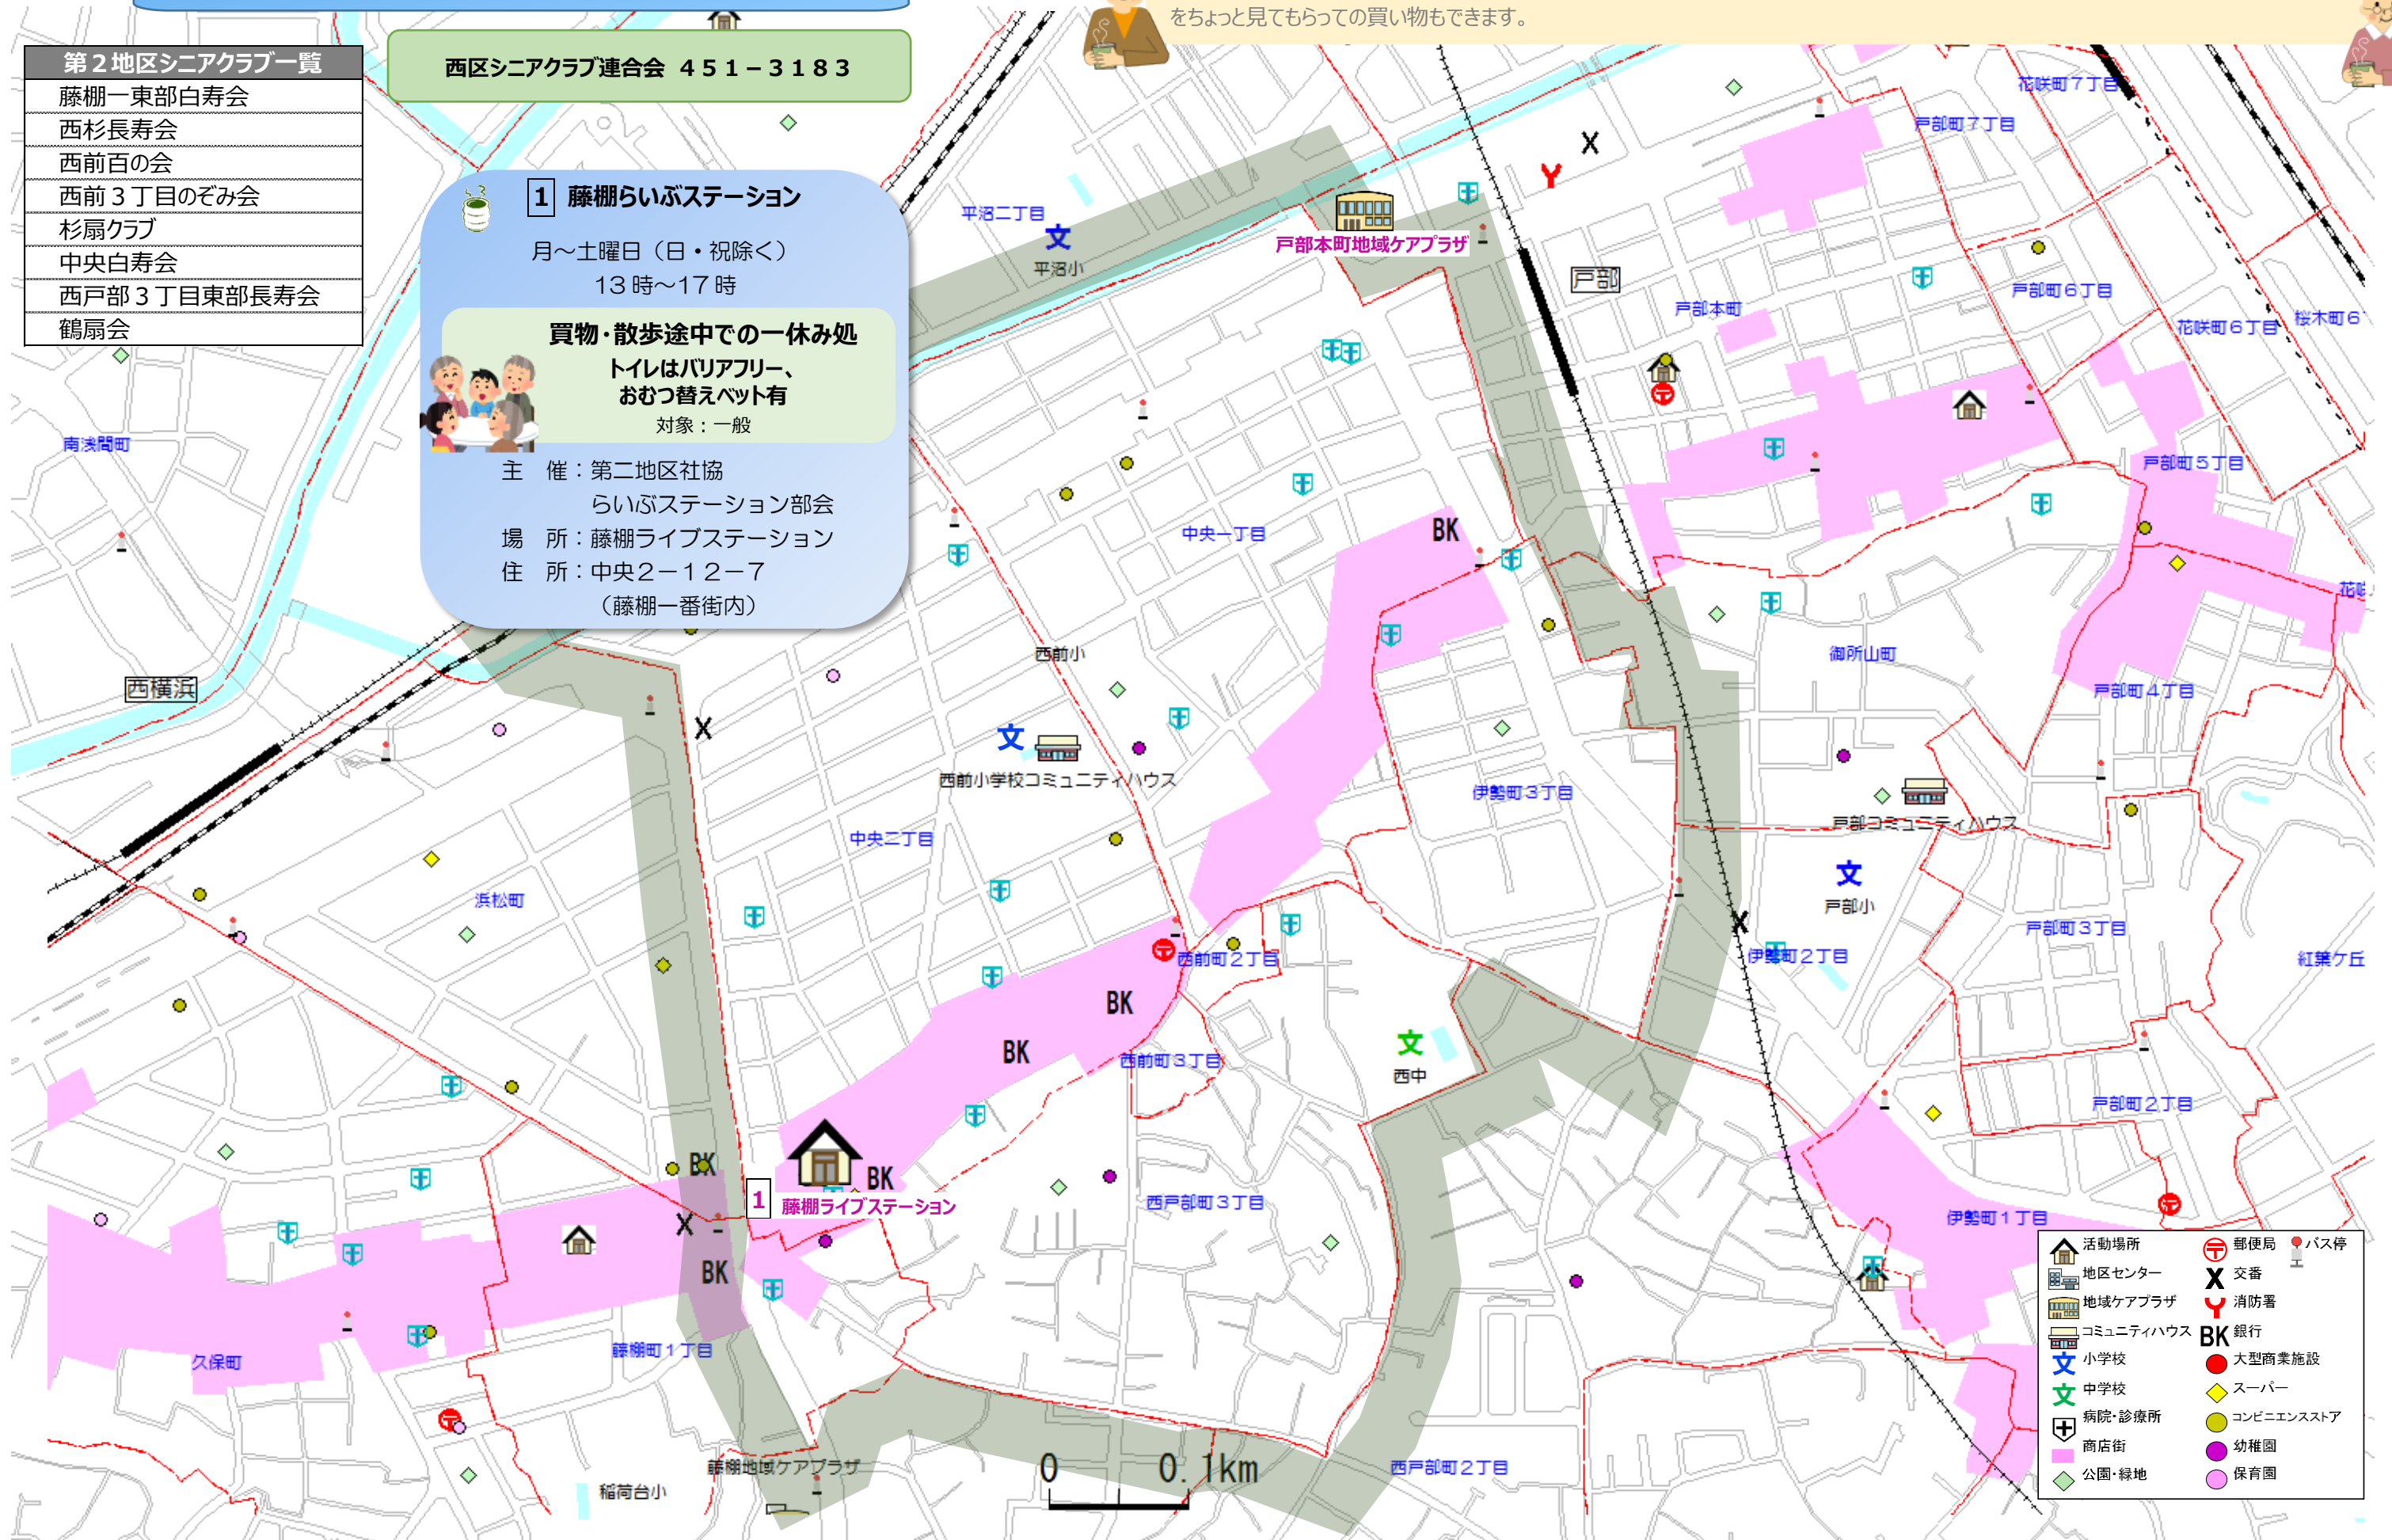 をちょっと見てもらっての買い物もできます。
第２地区シニアクラブ一覧
藤棚一東部白寿会
西杉長寿会
西前百の会
西前３丁目のぞみ会
杉扇クラブ
中央白寿会
西戸部３丁目東部長寿会
鶴扇会
西区シニアクラブ連合会 ４５１－３１８３
1 藤棚らいぶステーション
月～土曜日（日・祝除く）
13時～17時
買物・散歩途中での一休み処
トイレはバリアフリー、
おむつ替えベット有
対象：一般
主　催：第二地区社協
らいぶステーション部会
場　所：藤棚ライブステーション
住　所：中央２－１２－７
（藤棚一番街内）
花咲町７丁目
戸部町７丁目
平沼二丁目
文
平沼小
戸部本町地域ケアプラザ
戸部
戸部本町
戸部町６丁目
花咲町６丁目
桜木町６
南浅間町
戸部町５丁目
中央一丁目
BK
西前小
御所山町
西横浜
戸部町４丁目
文
西前小学校コミュニティハウス
伊勢町３丁目
戸部コミュニティハウス
中央二丁目
文
戸部小
浜松町
戸部町３丁目
西前町２丁目
伊勢町２丁目
紅葉ケ丘
BK
BK
西前町３丁目
文
西中
戸部町２丁目
BK
BK
1 藤棚ライブステーション
西戸部町３丁目
伊勢町１丁目
BK
久保町
藤棚町１丁目
藤棚地域ケアプラザ
稲荷台小
0 0.1km
西戸部町２丁目
活動場所
地区センター
地域ケアプラザ
コミュニティハウス
文 小学校
文 中学校
病院・診療所
商店街
公園・緑地
郵便局
バス停
X 交番
消防署
BK 銀行
大型商業施設
スーパー
コンビニエンスストア
幼稚園
保育園